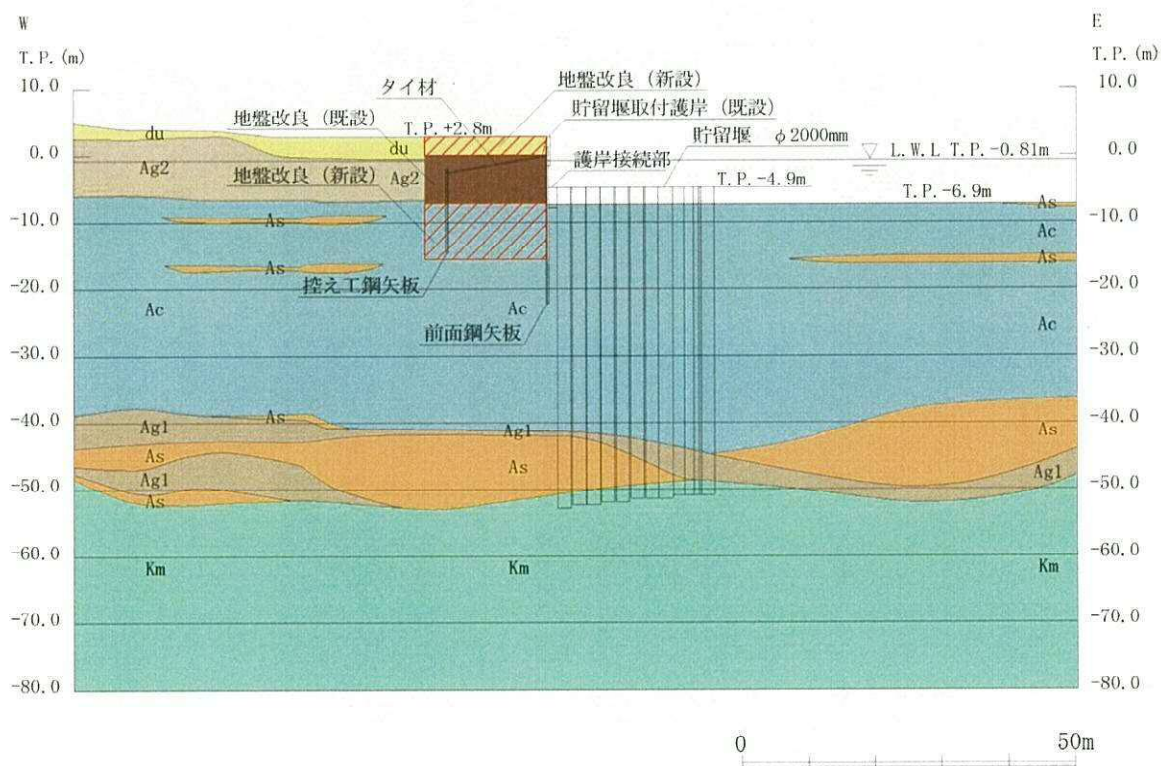 W
E
T.P.(m)
T.P.(m)
10.0
10.0
地盤改良(新設)
タイ材
貯留堰取付護岸(既設)
地盤改良(既設)
T.P.+2.8m
貯留堰 φ2000mm
du
du
0.0
L.W.L T.P.-0.81m
0.0
護岸接続部
Ag2
地盤改良(新設)
Ag2
T.P.-4.9m
T.P.-6.9m
As
-10.0
As
-10.0
Ac
As
As
控え工鋼矢板
-20.0
-20.0
Ac
Ac
Ac
前面鋼矢板
-30.0
-30.0
-40.0
As
-40.0
Ag1
Ag1
As
As
As
Ag1
Ag1
-50.0
As
-50.0
-60.0
-60.0
Km
Km
Km
-70.0
-70.0
-80.0
-80.0
0
50m